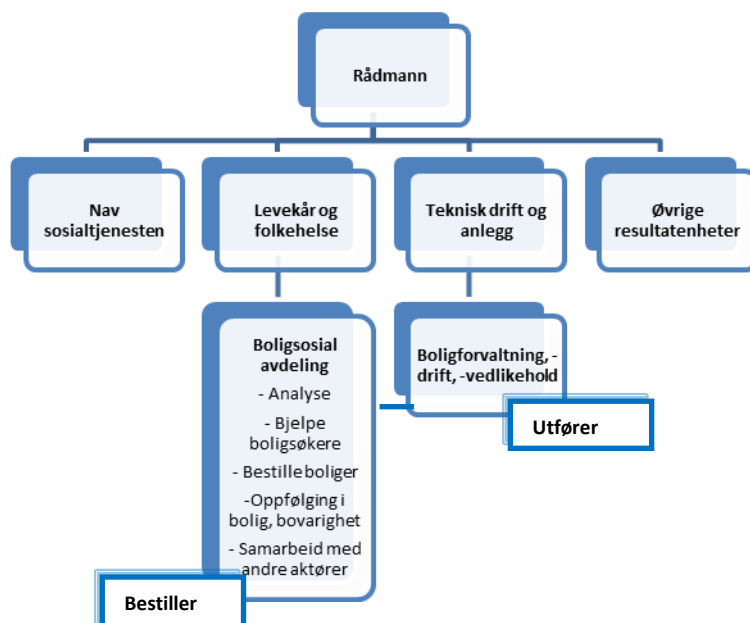 Rådmann
Nav
sosialtjenesten
Levekår og
folkehelse
Teknisk drift og
anlegg
Øvrige
resultatenheter
Boligsosial
avdeling
- Analyse
- Bjelpe
boligsøkere
- Bestille boliger
-Oppfølging i
bolig, bovarighet
- Samarbeid med
andre aktører
Boligforvaltning, -
drift, -vedlikehold
Utfører
Bestiller